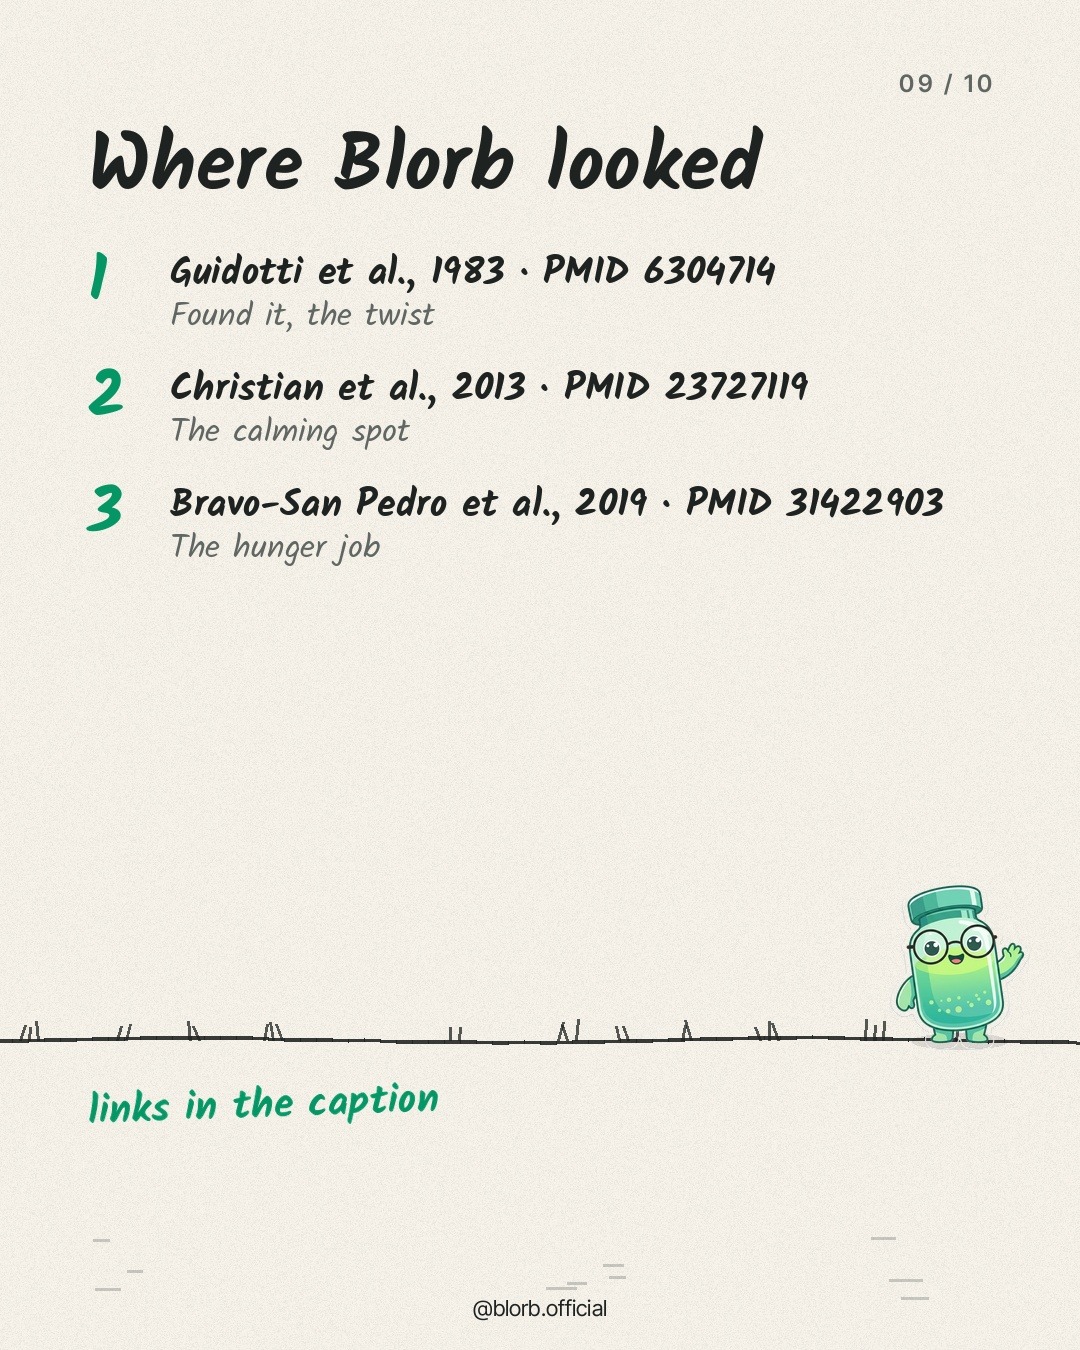 09 / 10
Where Blorb looked
1 Guidotti et al., 1983 · PMID 6304714
Found it, the twist
2 Christian et al., 2013 · PMID 23727119
The calming spot
3 Bravo-San Pedro et al., 2019 · PMID 31422903
The hunger job
links in the caption
@blorb.official